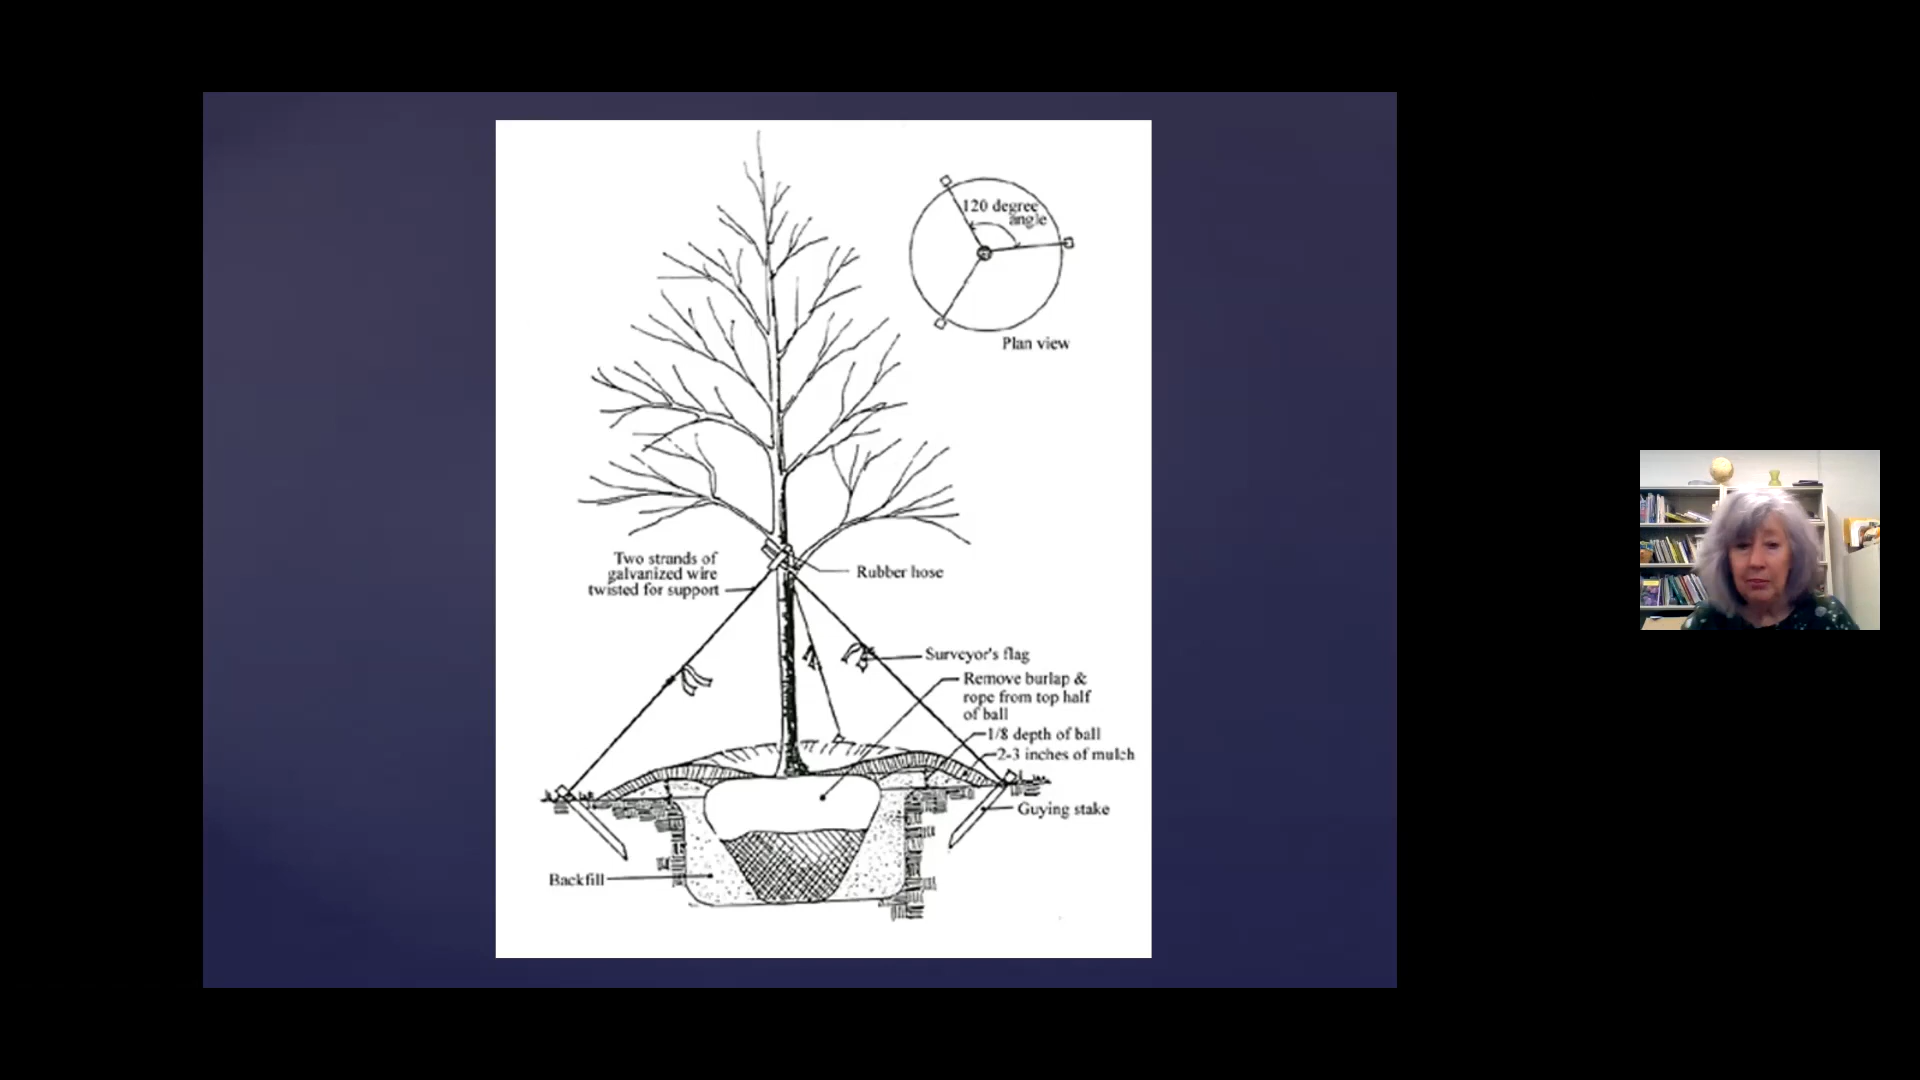 120 degree
angle
Plan view
Two strands of
galvanized wire
twisted for support
Rubber hose
Surveyor's flag
Remove burlap &
rope from top half
of ball
1/8 depth of ball
2-3 inches of mulch
Guying stake
Backfill